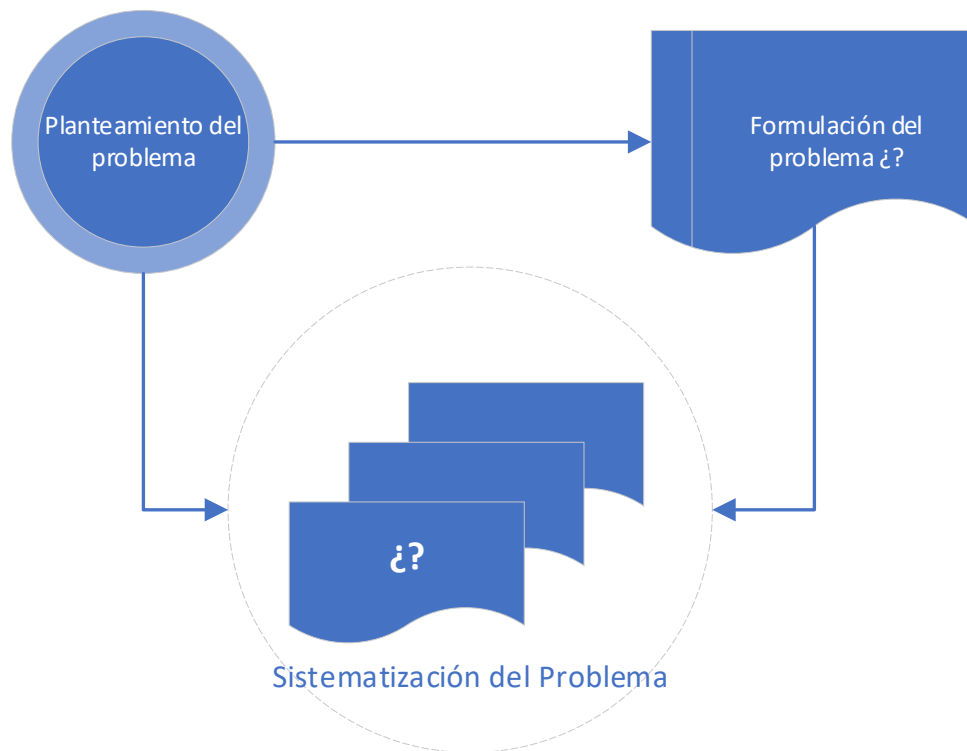 Planteamiento del
problema
Formulación del
problema ¿?
¿?
Sistematización del Problema